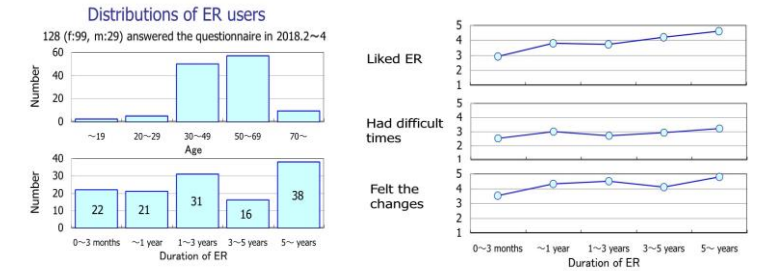 Distributions of ER users
128 (f:99, m:29) answered the questionnaire in 2018.2～4
60
40
20
0
Number
～19 20～29 30～49 50～69 70～
Age
40
30
20
10
0
Number
22 21 31 16 38
0～3 months ～1 year 1～3 years 3～5 years 5～ years
Duration of ER
Liked ER
5
4
3
2
1
Had difficult
times
5
4
3
2
1
Felt the
changes
5
4
3
2
1
0～3 months ～1 year 1～3 years 3～5 years 5～ years
Duration of ER